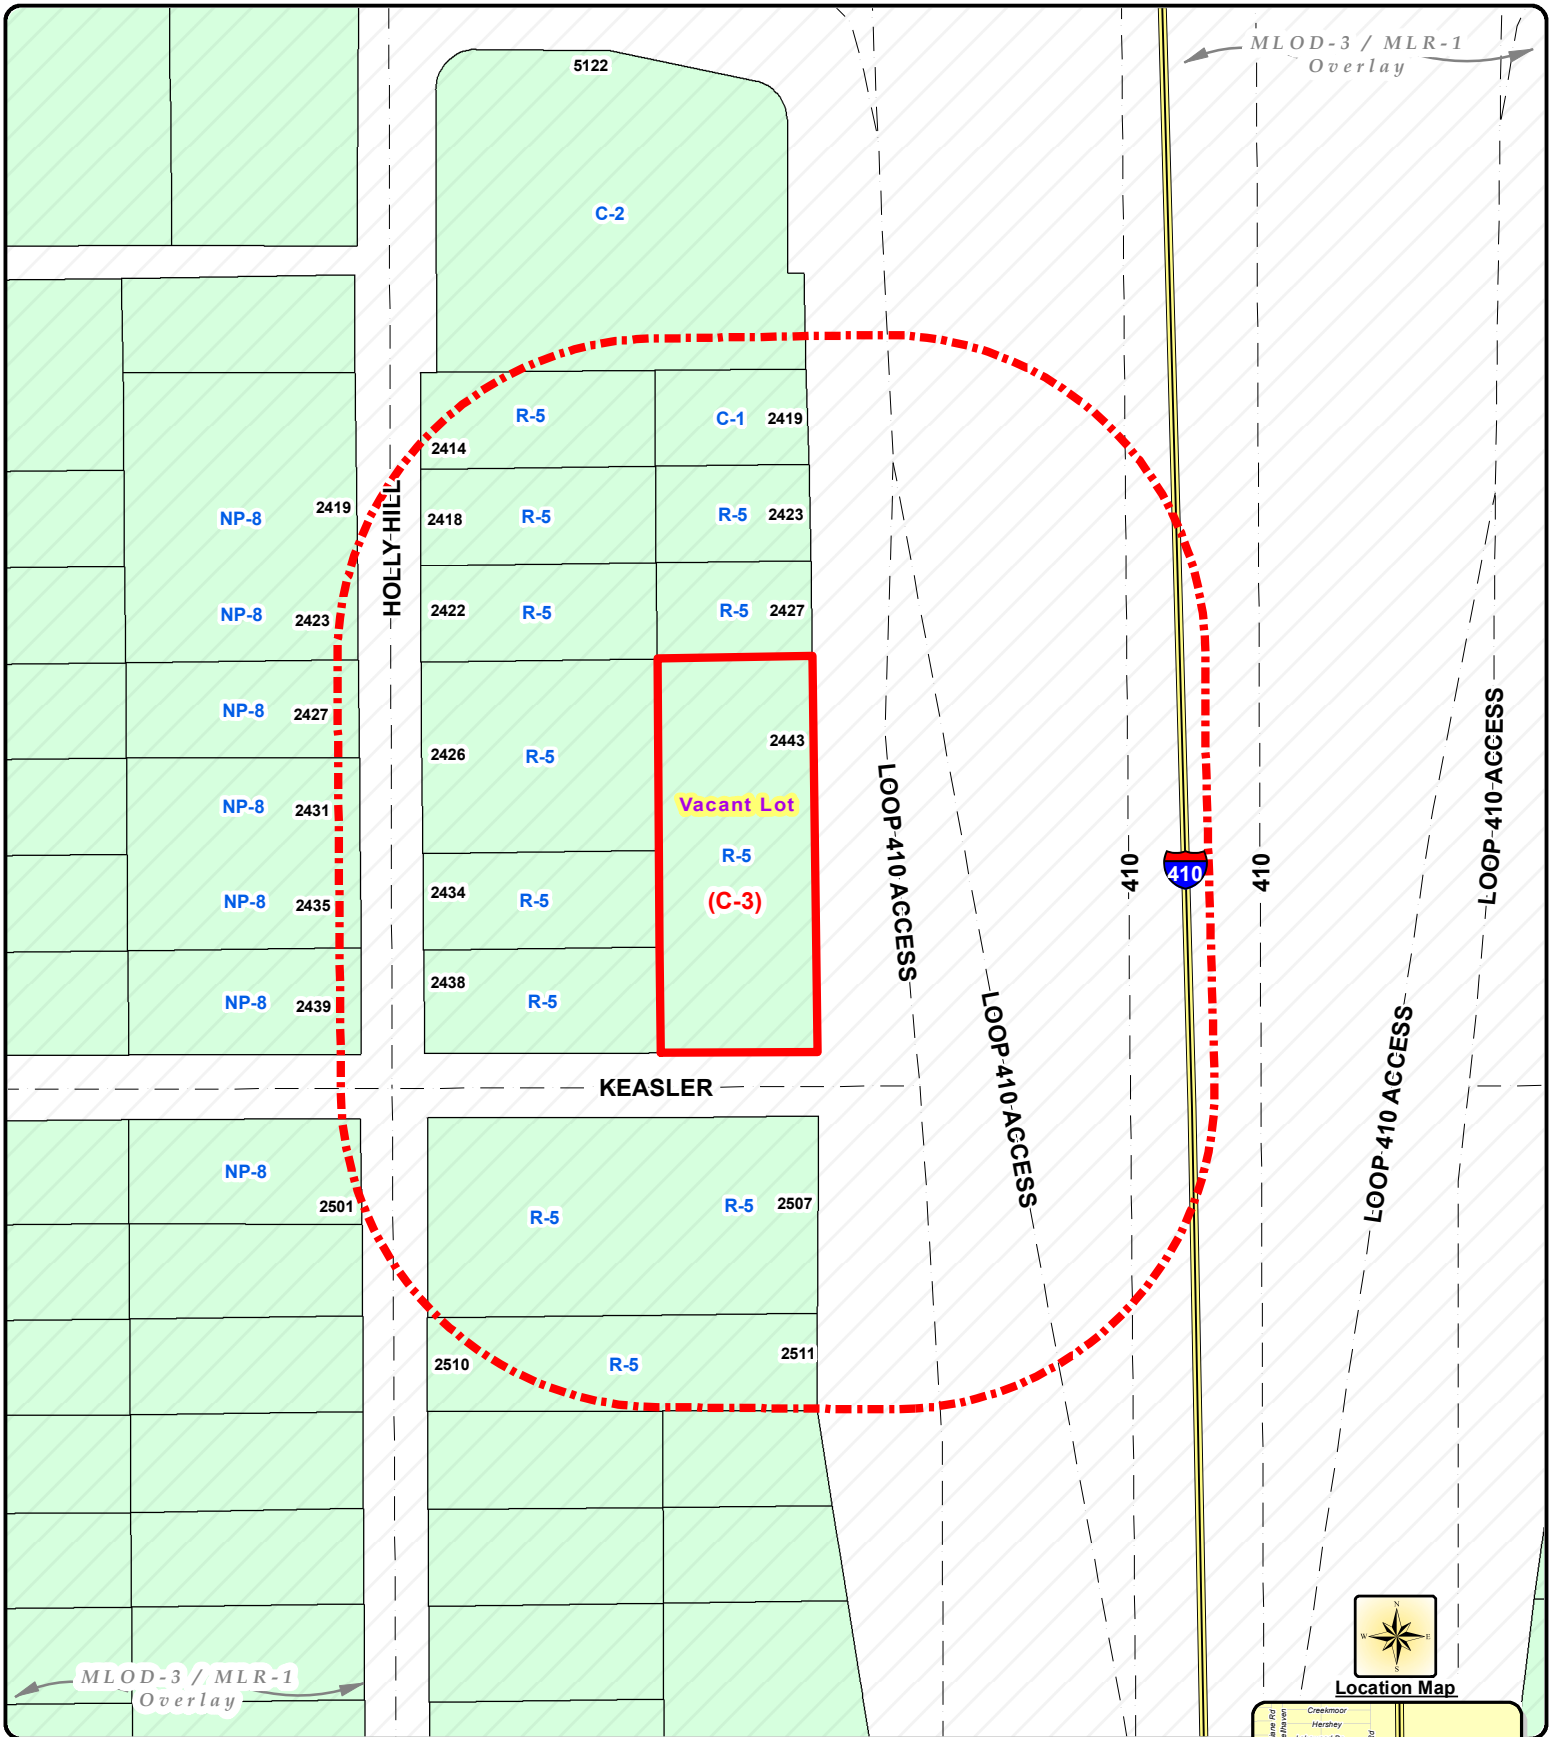 MLOD-3 / MLR-1
Overlay
5122
C-2
R-5
2414
C-1 2419
NP-8
2419
HOLLY HILL
2418
R-5
R-5 2423
NP-8
2423
2422
R-5
R-5 2427
NP-8 2427
2426
R-5
2443
Vacant Lot
R-5
(C-3)
NP-8 2431
2434
R-5
NP-8 2435
2438
R-5
NP-8 2439
LOOP 410 ACCESS
LOOP 410 ACCESS
410
410
410
LOOP 410 ACCESS
LOOP 410 ACCESS
KEASLER
NP-8
2501
R-5
R-5 2507
2510
R-5
2511
MLOD-3 / MLR-1
Overlay
N
W
E
S
Location Map
Creekmoor
Hershey